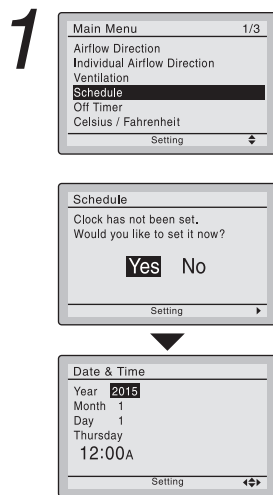 1
Main Menu 1/3
Airflow Direction
Individual Airflow Direction
Ventilation
Schedule
Off Timer
Celsius / Fahrenheit
Setting
Schedule
Clock has not been set.
Would you like to set it now?
Yes No
Setting
Date & Time
Year 2015
Month 1
Day 1
Thursday
12:00A
Setting